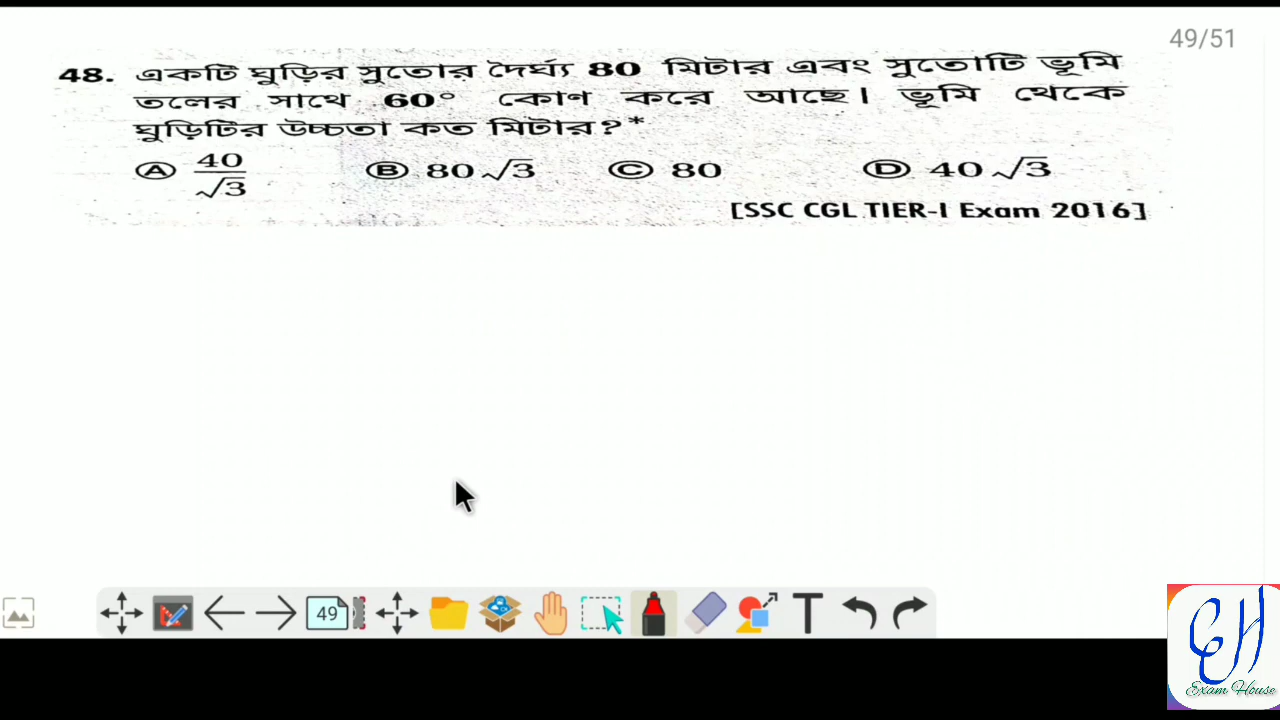 49/51
48. একটি ঘুড়ির সুতোর দৈর্ঘ্য 80 মিটার এবং সুতোটি ভূমি
তলের সাথে 60° কোণ করে আছে। ভূমি থেকে
ঘুড়িটির উচ্চতা কত মিটার?*
Ⓐ 40/√3 Ⓑ 80√3 Ⓒ 80 Ⓓ 40√3
[SSC CGL TIER-I Exam 2016]
49
T
EH
Exam House